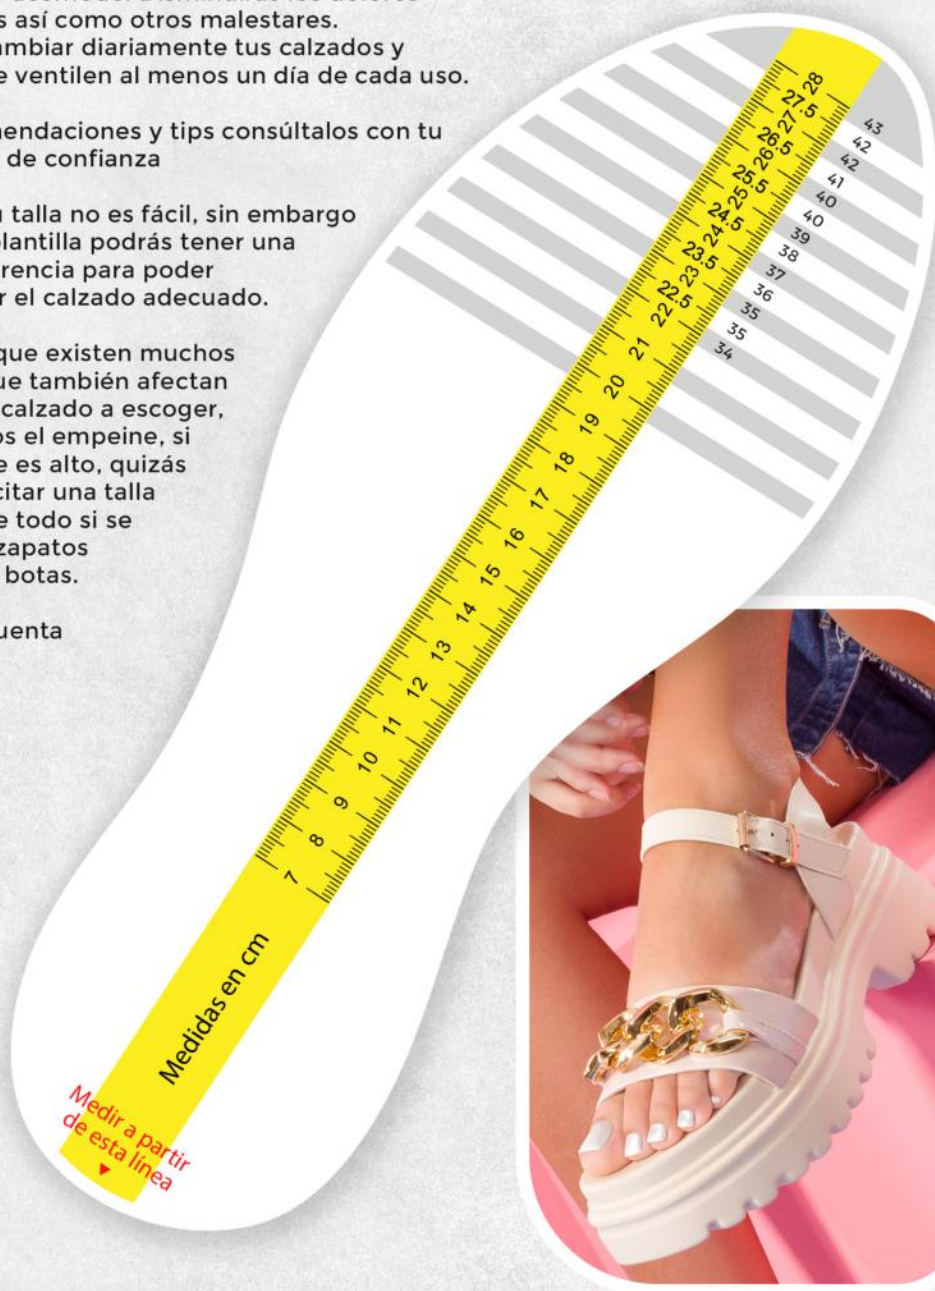 s así como otros malestares.
ambiar diariamente tus calzados y
e ventilen al menos un día de cada uso.
endaciones y tips consúltalos con tu
de confianza
u talla no es fácil, sin embargo
plantilla podrás tener una
rencia para poder
r el calzado adecuado.
que existen muchos
ue también afectan
calzado a escoger,
os el empeine, si
e es alto, quizás
citar una talla
e todo si se
zapatos
botas.
uenta
28
27.5
27
26.5
26
25.5
25
24.5
24
23.5
23
22.5
22
21
20
19
18
17
16
15
14
13
12
11
10
9
8
7
43
42
42
41
40
40
39
38
37
36
35
35
34
Medidas en cm
Medir a partir
de esta línea